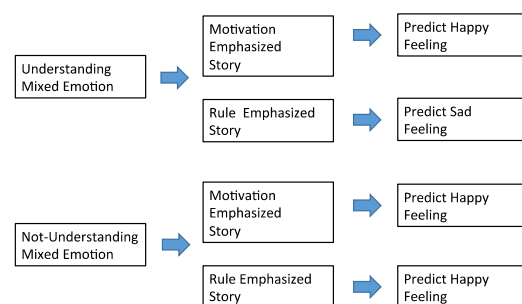 Understanding
Mixed Emotion
Motivation
Emphasized
Story
Predict Happy
Feeling
Rule Emphasized
Story
Predict Sad
Feeling
Not-Understanding
Mixed Emotion
Motivation
Emphasized
Story
Predict Happy
Feeling
Rule Emphasized
Story
Predict Happy
Feeling